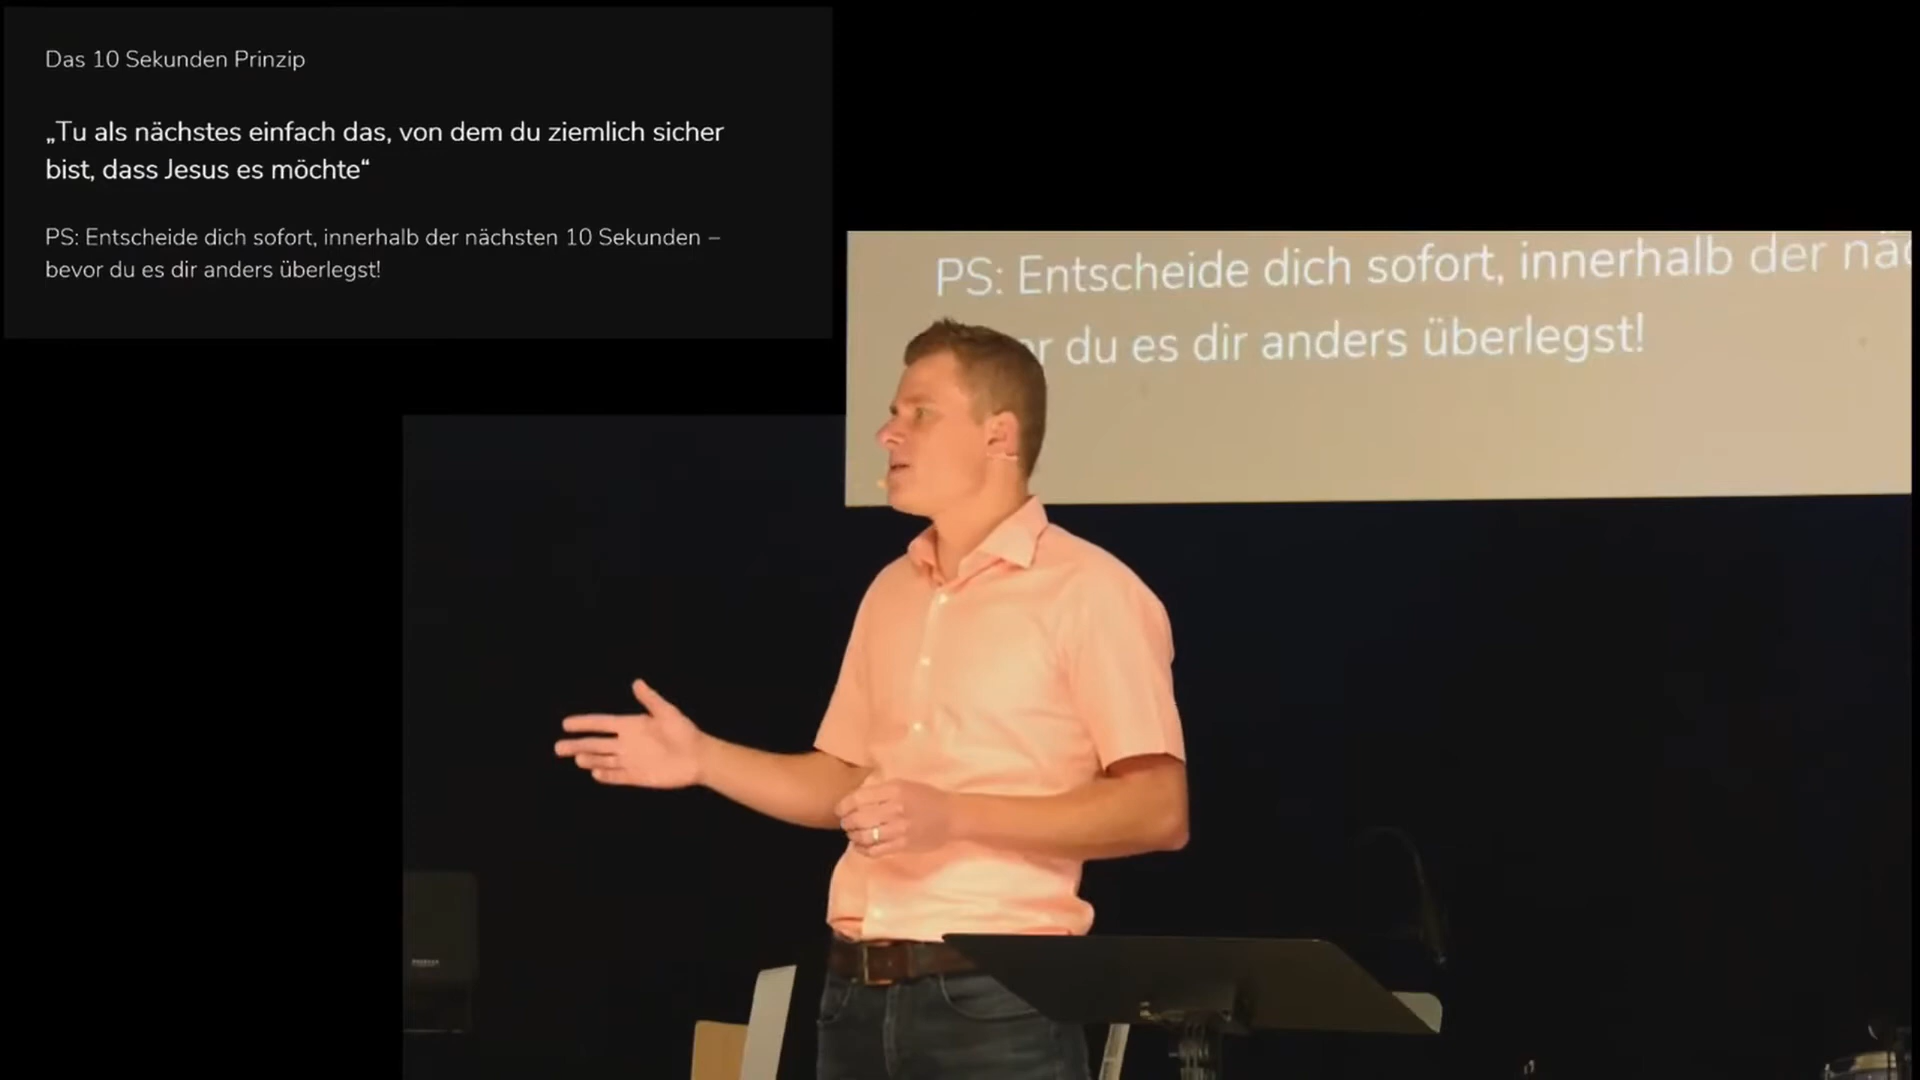 Das 10 Sekunden Prinzip
„Tu als nächstes einfach das, von dem du ziemlich sicher
bist, dass Jesus es möchte“
PS: Entscheide dich sofort, innerhalb der nächsten 10 Sekunden –
bevor du es dir anders überlegst!
PS: Entscheide dich sofort, innerhalb der
du es dir anders überlegst!